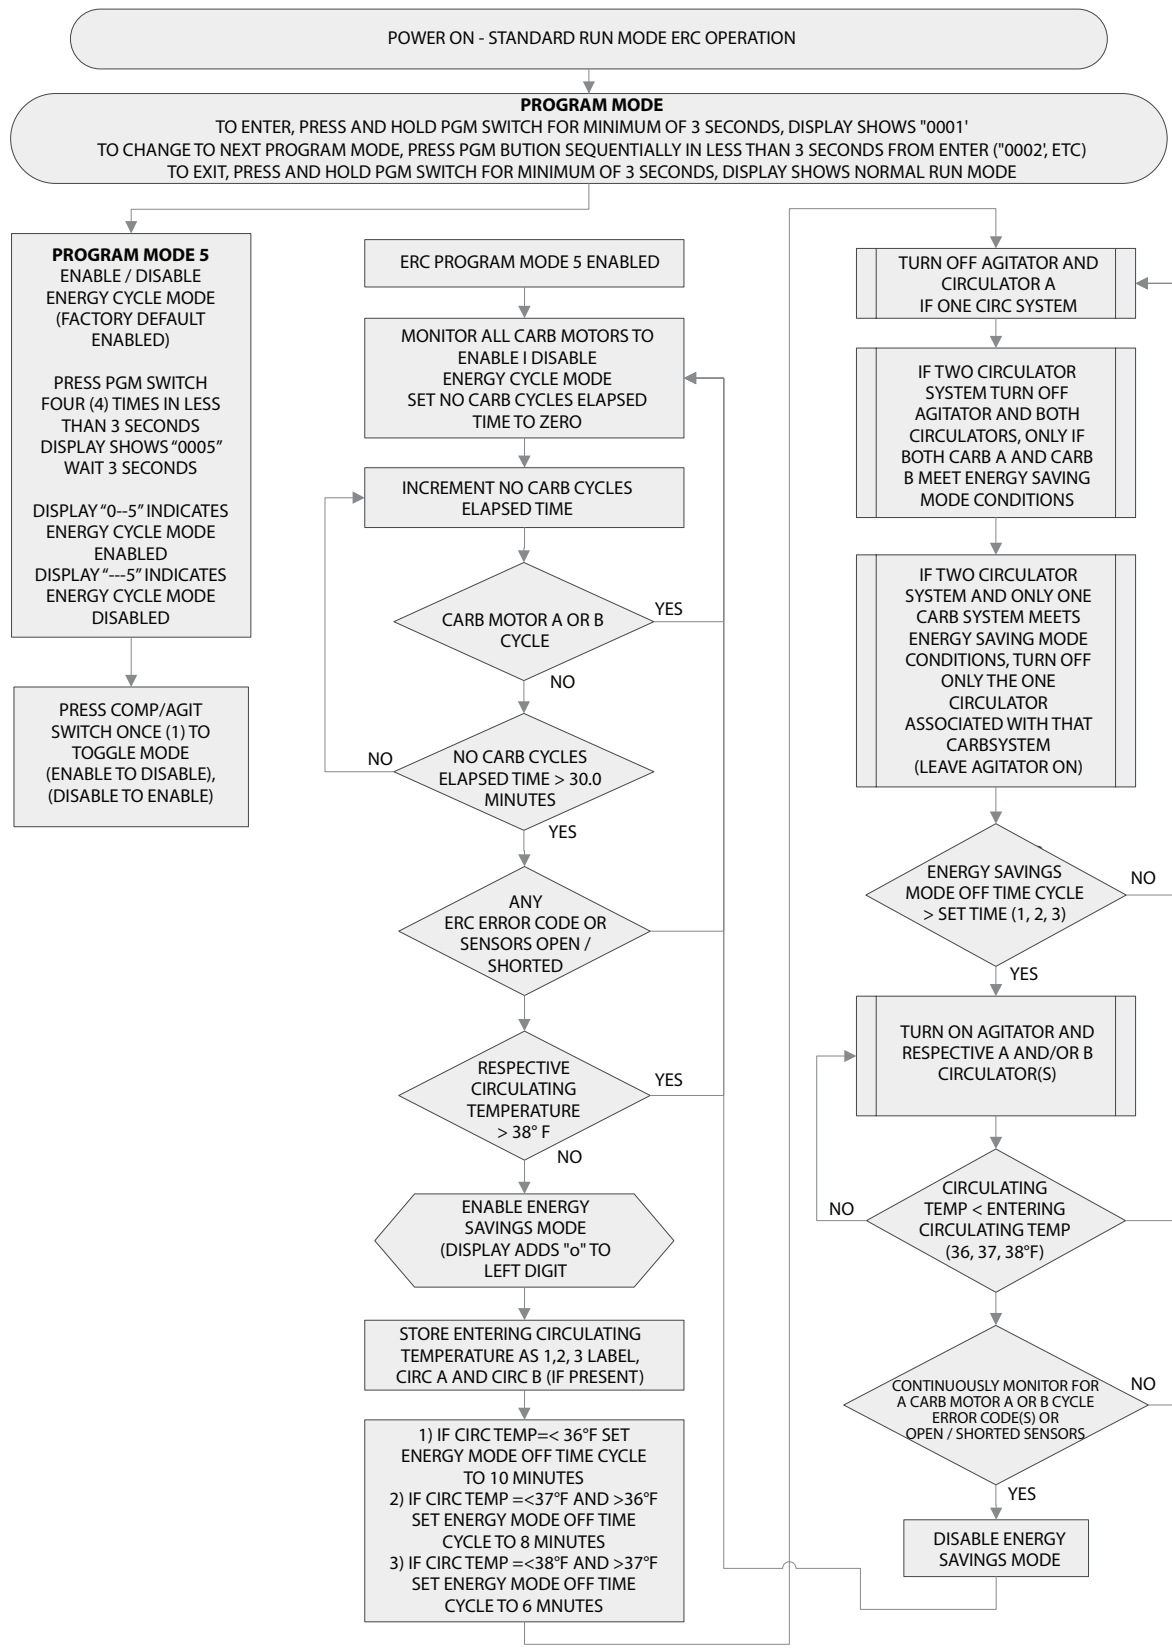 POWER ON - STANDARD RUN MODE ERC OPERATION
PROGRAM MODE
TO ENTER, PRESS AND HOLD PGM SWITCH FOR MINIMUM OF 3 SECONDS, DISPLAY SHOWS "0001'
TO CHANGE TO NEXT PROGRAM MODE, PRESS PGM BUTION SEQUENTIALLY IN LESS THAN 3 SECONDS FROM ENTER ("0002', ETC)
TO EXIT, PRESS AND HOLD PGM SWITCH FOR MINIMUM OF 3 SECONDS, DISPLAY SHOWS NORMAL RUN MODE
PROGRAM MODE 5
ENABLE / DISABLE
ENERGY CYCLE MODE
(FACTORY DEFAULT
ENABLED)
PRESS PGM SWITCH
FOUR (4) TIMES IN LESS
THAN 3 SECONDS
DISPLAY SHOWS “0005”
WAIT 3 SECONDS
DISPLAY “0--5” INDICATES
ENERGY CYCLE MODE
ENABLED
DISPLAY “---5” INDICATES
ENERGY CYCLE MODE
DISABLED
PRESS COMP/AGIT
SWITCH ONCE (1) TO
TOGGLE MODE
(ENABLE TO DISABLE),
(DISABLE TO ENABLE)
ERC PROGRAM MODE 5 ENABLED
MONITOR ALL CARB MOTORS TO
ENABLE I DISABLE
ENERGY CYCLE MODE
SET NO CARB CYCLES ELAPSED
TIME TO ZERO
INCREMENT NO CARB CYCLES
ELAPSED TIME
CARB MOTOR A OR B
CYCLE
YES
NO
NO CARB CYCLES
ELAPSED TIME > 30.0
MINUTES
NO
YES
ANY
ERC ERROR CODE OR
SENSORS OPEN /
SHORTED
RESPECTIVE
CIRCULATING
TEMPERATURE
> 38° F
YES
NO
ENABLE ENERGY
SAVINGS MODE
(DISPLAY ADDS "o" TO
LEFT DIGIT
STORE ENTERING CIRCULATING
TEMPERATURE AS 1,2, 3 LABEL,
CIRC A AND CIRC B (IF PRESENT)
1) IF CIRC TEMP=< 36°F SET
ENERGY MODE OFF TIME CYCLE
TO 10 MINUTES
2) IF CIRC TEMP =<37°F AND >36°F
SET ENERGY MODE OFF TIME
CYCLE TO 8 MINUTES
3) IF CIRC TEMP =<38°F AND >37°F
SET ENERGY MODE OFF TIME
CYCLE TO 6 MNUTES
TURN OFF AGITATOR AND
CIRCULATOR A
IF ONE CIRC SYSTEM
IF TWO CIRCULATOR
SYSTEM TURN OFF
AGITATOR AND BOTH
CIRCULATORS, ONLY IF
BOTH CARB A AND CARB
B MEET ENERGY SAVING
MODE CONDITIONS
IF TWO CIRCULATOR
SYSTEM AND ONLY ONE
CARB SYSTEM MEETS
ENERGY SAVING MODE
CONDITIONS, TURN OFF
ONLY THE ONE
CIRCULATOR
ASSOCIATED WITH THAT
CARBSYSTEM
(LEAVE AGITATOR ON)
ENERGY SAVINGS
MODE OFF TIME CYCLE
> SET TIME (1, 2, 3)
NO
YES
TURN ON AGITATOR AND
RESPECTIVE A AND/OR B
CIRCULATOR(S)
CIRCULATING
TEMP < ENTERING
CIRCULATING TEMP
(36, 37, 38°F)
NO
CONTINUOUSLY MONITOR FOR
A CARB MOTOR A OR B CYCLE
ERROR CODE(S) OR
OPEN / SHORTED SENSORS
NO
YES
DISABLE ENERGY
SAVINGS MODE